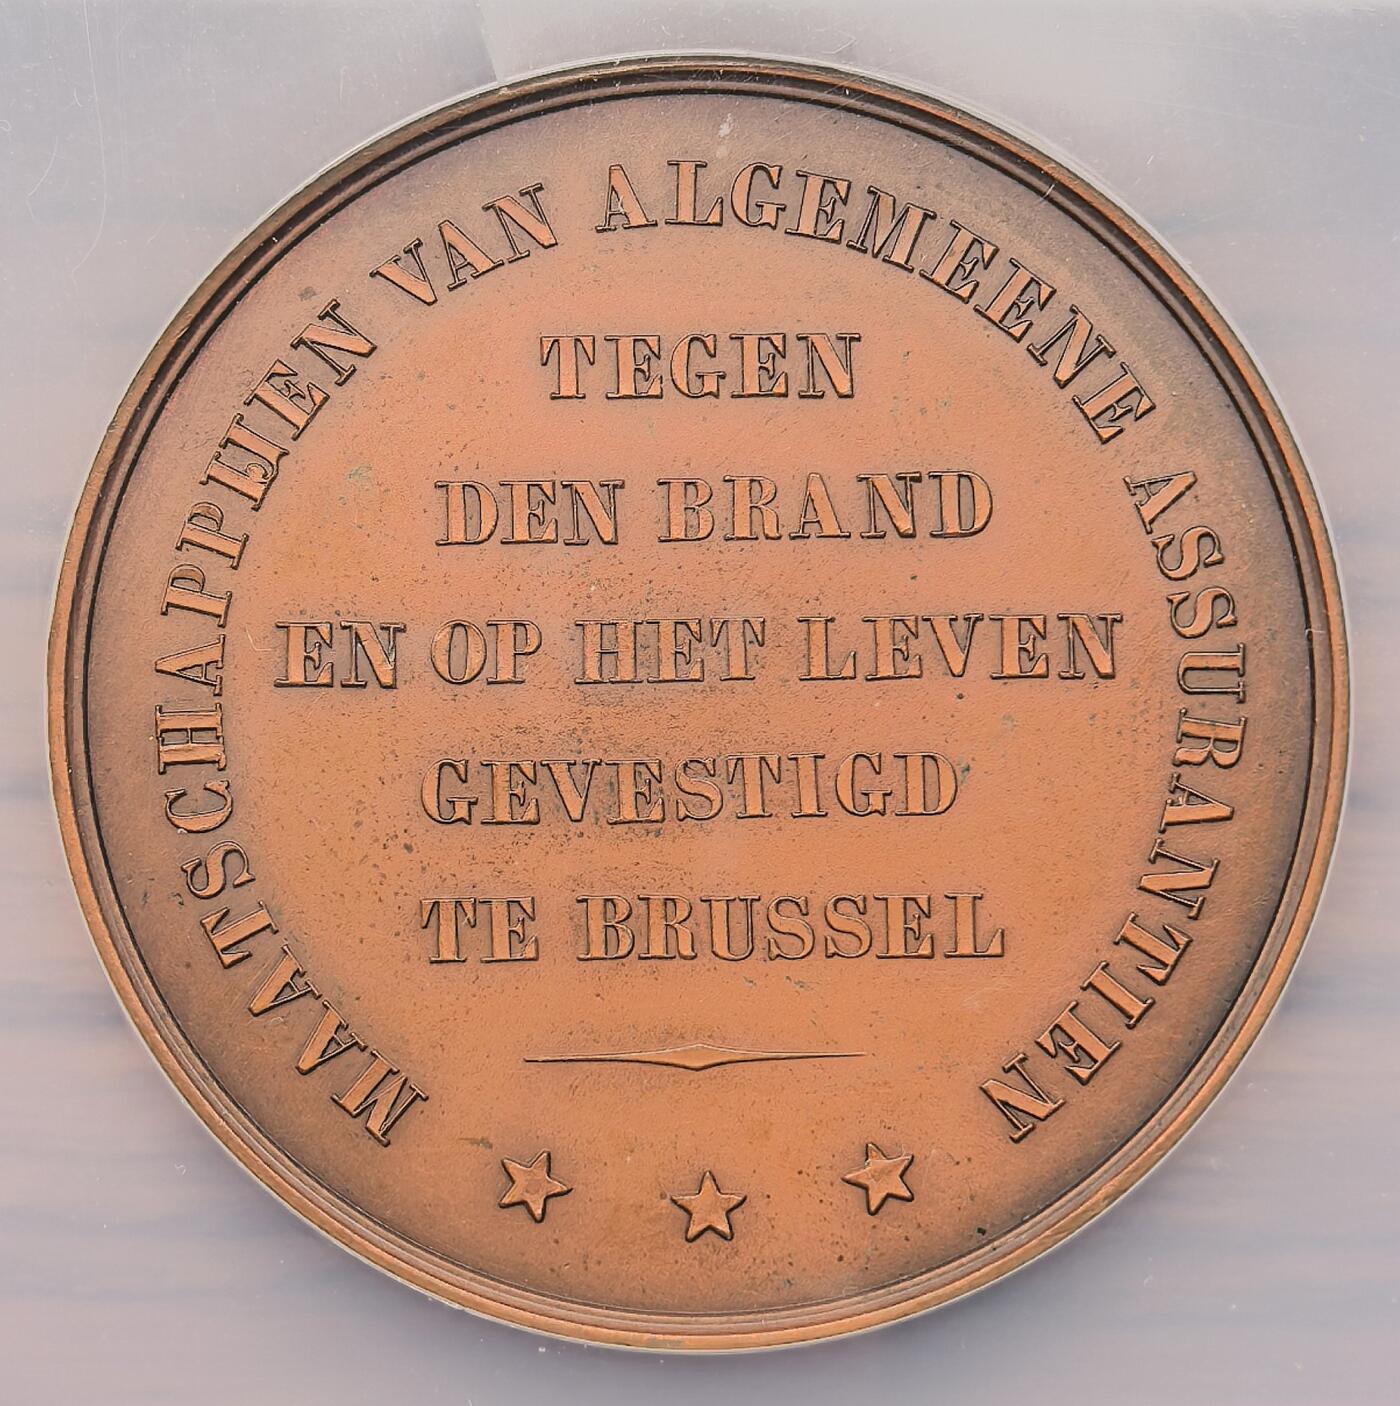 MAATSCHAPPIJEN VAN ALGEMEENE ASSURANTIEN
TEGEN
DEN BRAND
EN OP HET LEVEN
GEVESTIGD
TE BRUSSEL